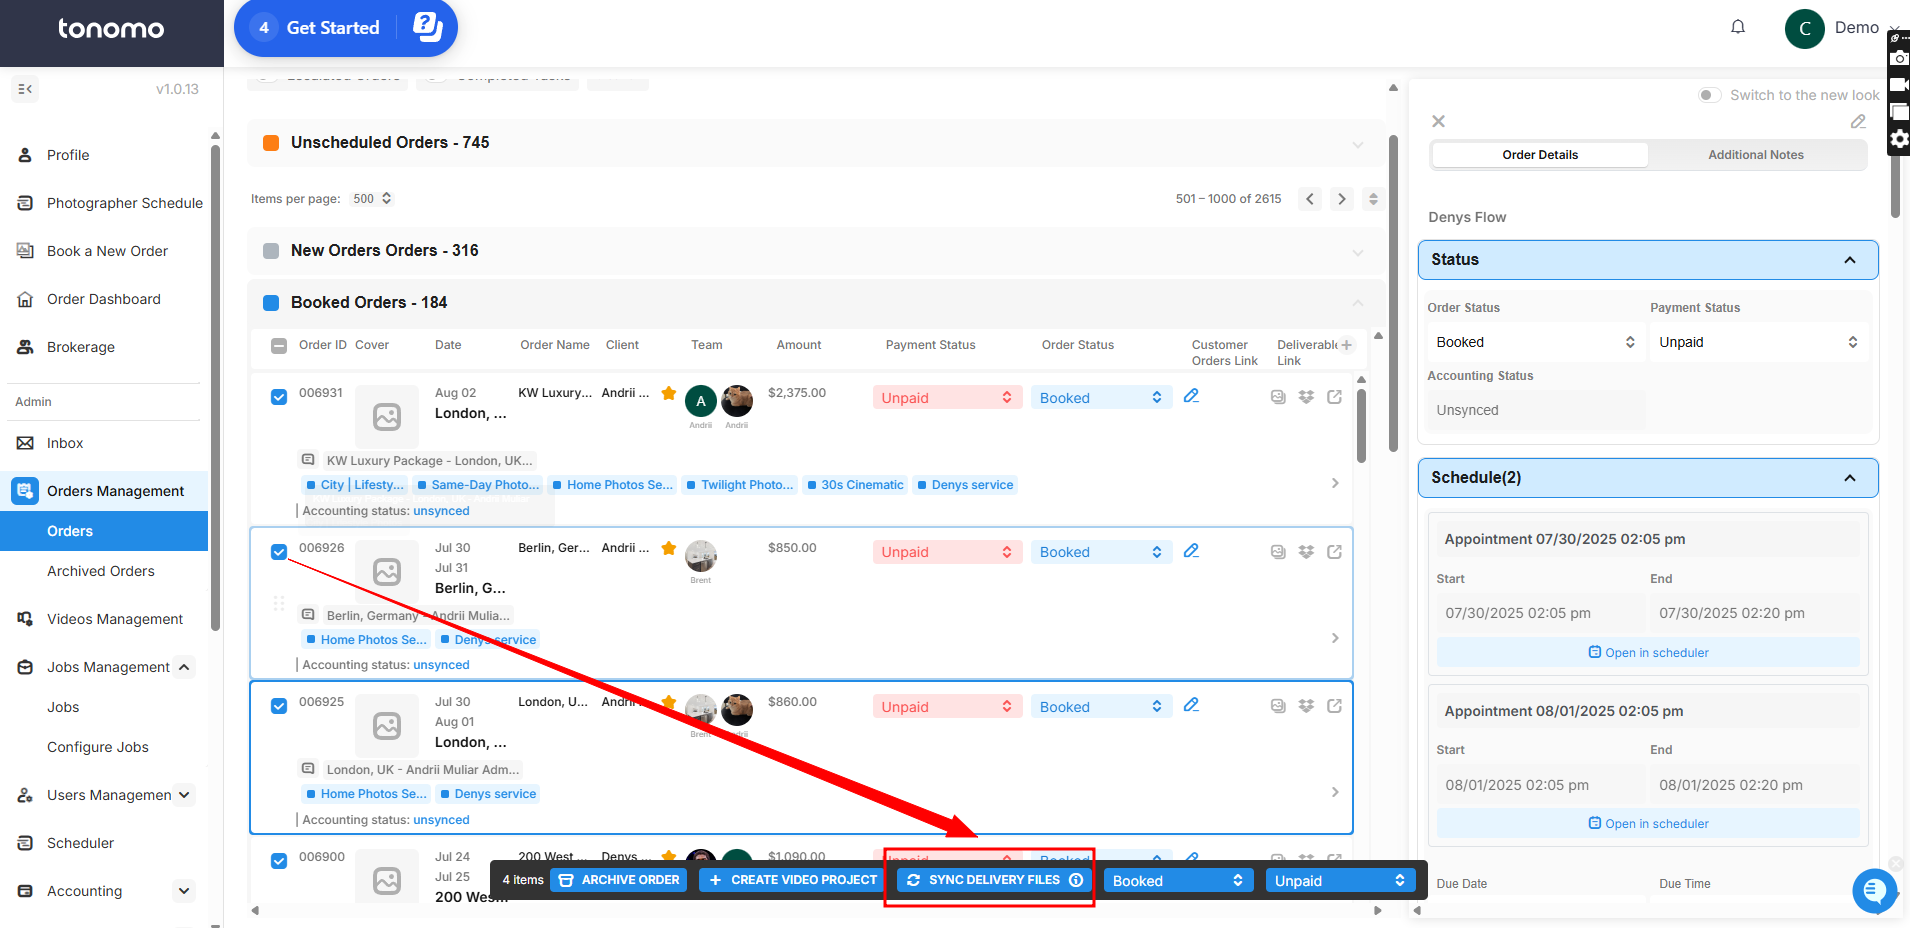 tonomo
4 Get Started
Demo
C
v1.0.13
Profile
Photographer Schedule
Book a New Order
Order Dashboard
Brokerage
Admin
Inbox
Orders Management
Orders
Archived Orders
Videos Management
Jobs Management
Jobs
Configure Jobs
Users Managemen
Scheduler
Accounting
Escalated Orders
Completed Tasks
Unscheduled Orders - 745
Items per page: 500
501 – 1000 of 2615
New Orders Orders - 316
Booked Orders - 184
Order ID Cover Date Order Name Client Team Amount Payment Status Order Status Customer Orders Link Deliverable Link
006931 Aug 02 KW Luxury... Andrii ... A $2,375.00 Unpaid Booked
London, ...
Andrii Andrii
KW Luxury Package - London, UK...
City | Lifesty... Same-Day Photo... Home Photos Se... Twilight Photo... 30s Cinematic Denys service
Accounting status: unsynced
006926 Jul 30 Berlin, Ger... Andrii ... $850.00 Unpaid Booked
Jul 31
Berlin, G...
Brent
Berlin, Germany - Andrii Mulia...
Home Photos Se... Denys service
Accounting status: unsynced
006925 Jul 30 London, U... Andrii ... $860.00 Unpaid Booked
Aug 01
London, ...
Brent Andrii
London, UK - Andrii Muliar Adm...
Home Photos Se... Denys service
Accounting status: unsynced
006900 Jul 24 200 West ... Denys ... $1,090.00 Unpaid Booked
Jul 25
200 Wes...
4 items ARCHIVE ORDER CREATE VIDEO PROJECT SYNC DELIVERY FILES Booked Unpaid
Switch to the new look
Order Details Additional Notes
Denys Flow
Status
Order Status Payment Status
Booked Unpaid
Accounting Status
Unsynced
Schedule(2)
Appointment 07/30/2025 02:05 pm
Start End
07/30/2025 02:05 pm 07/30/2025 02:20 pm
Open in scheduler
Appointment 08/01/2025 02:05 pm
Start End
08/01/2025 02:05 pm 08/01/2025 02:20 pm
Open in scheduler
Due Date Due Time